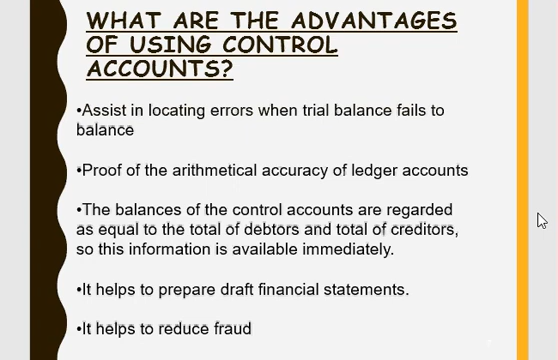 WHAT ARE THE ADVANTAGES
OF USING CONTROL
ACCOUNTS?
•Assist in locating errors when trial balance fails to
balance
•Proof of the arithmetical accuracy of ledger accounts
•The balances of the control accounts are regarded
as equal to the total of debtors and total of creditors,
so this information is available immediately.
•It helps to prepare draft financial statements.
•It helps to reduce fraud